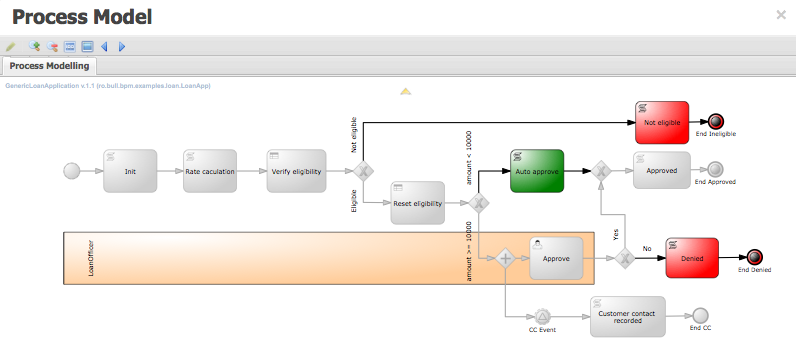 Process Model
Process Modelling
GenericLoanApplication v.1.1 (ro.bull.bpm.examples.loan.LoanApp)
Not eligible
End Ineligible
Not eligible
amount < 10000
Init
Rate caculation
Verify eligibility
Auto approve
Approved
End Approved
Eligible
Reset eligibility
LoanOfficer
amount >= 10000
Approve
Yes
No
Denied
End Denied
CC Event
Customer contact
recorded
End CC